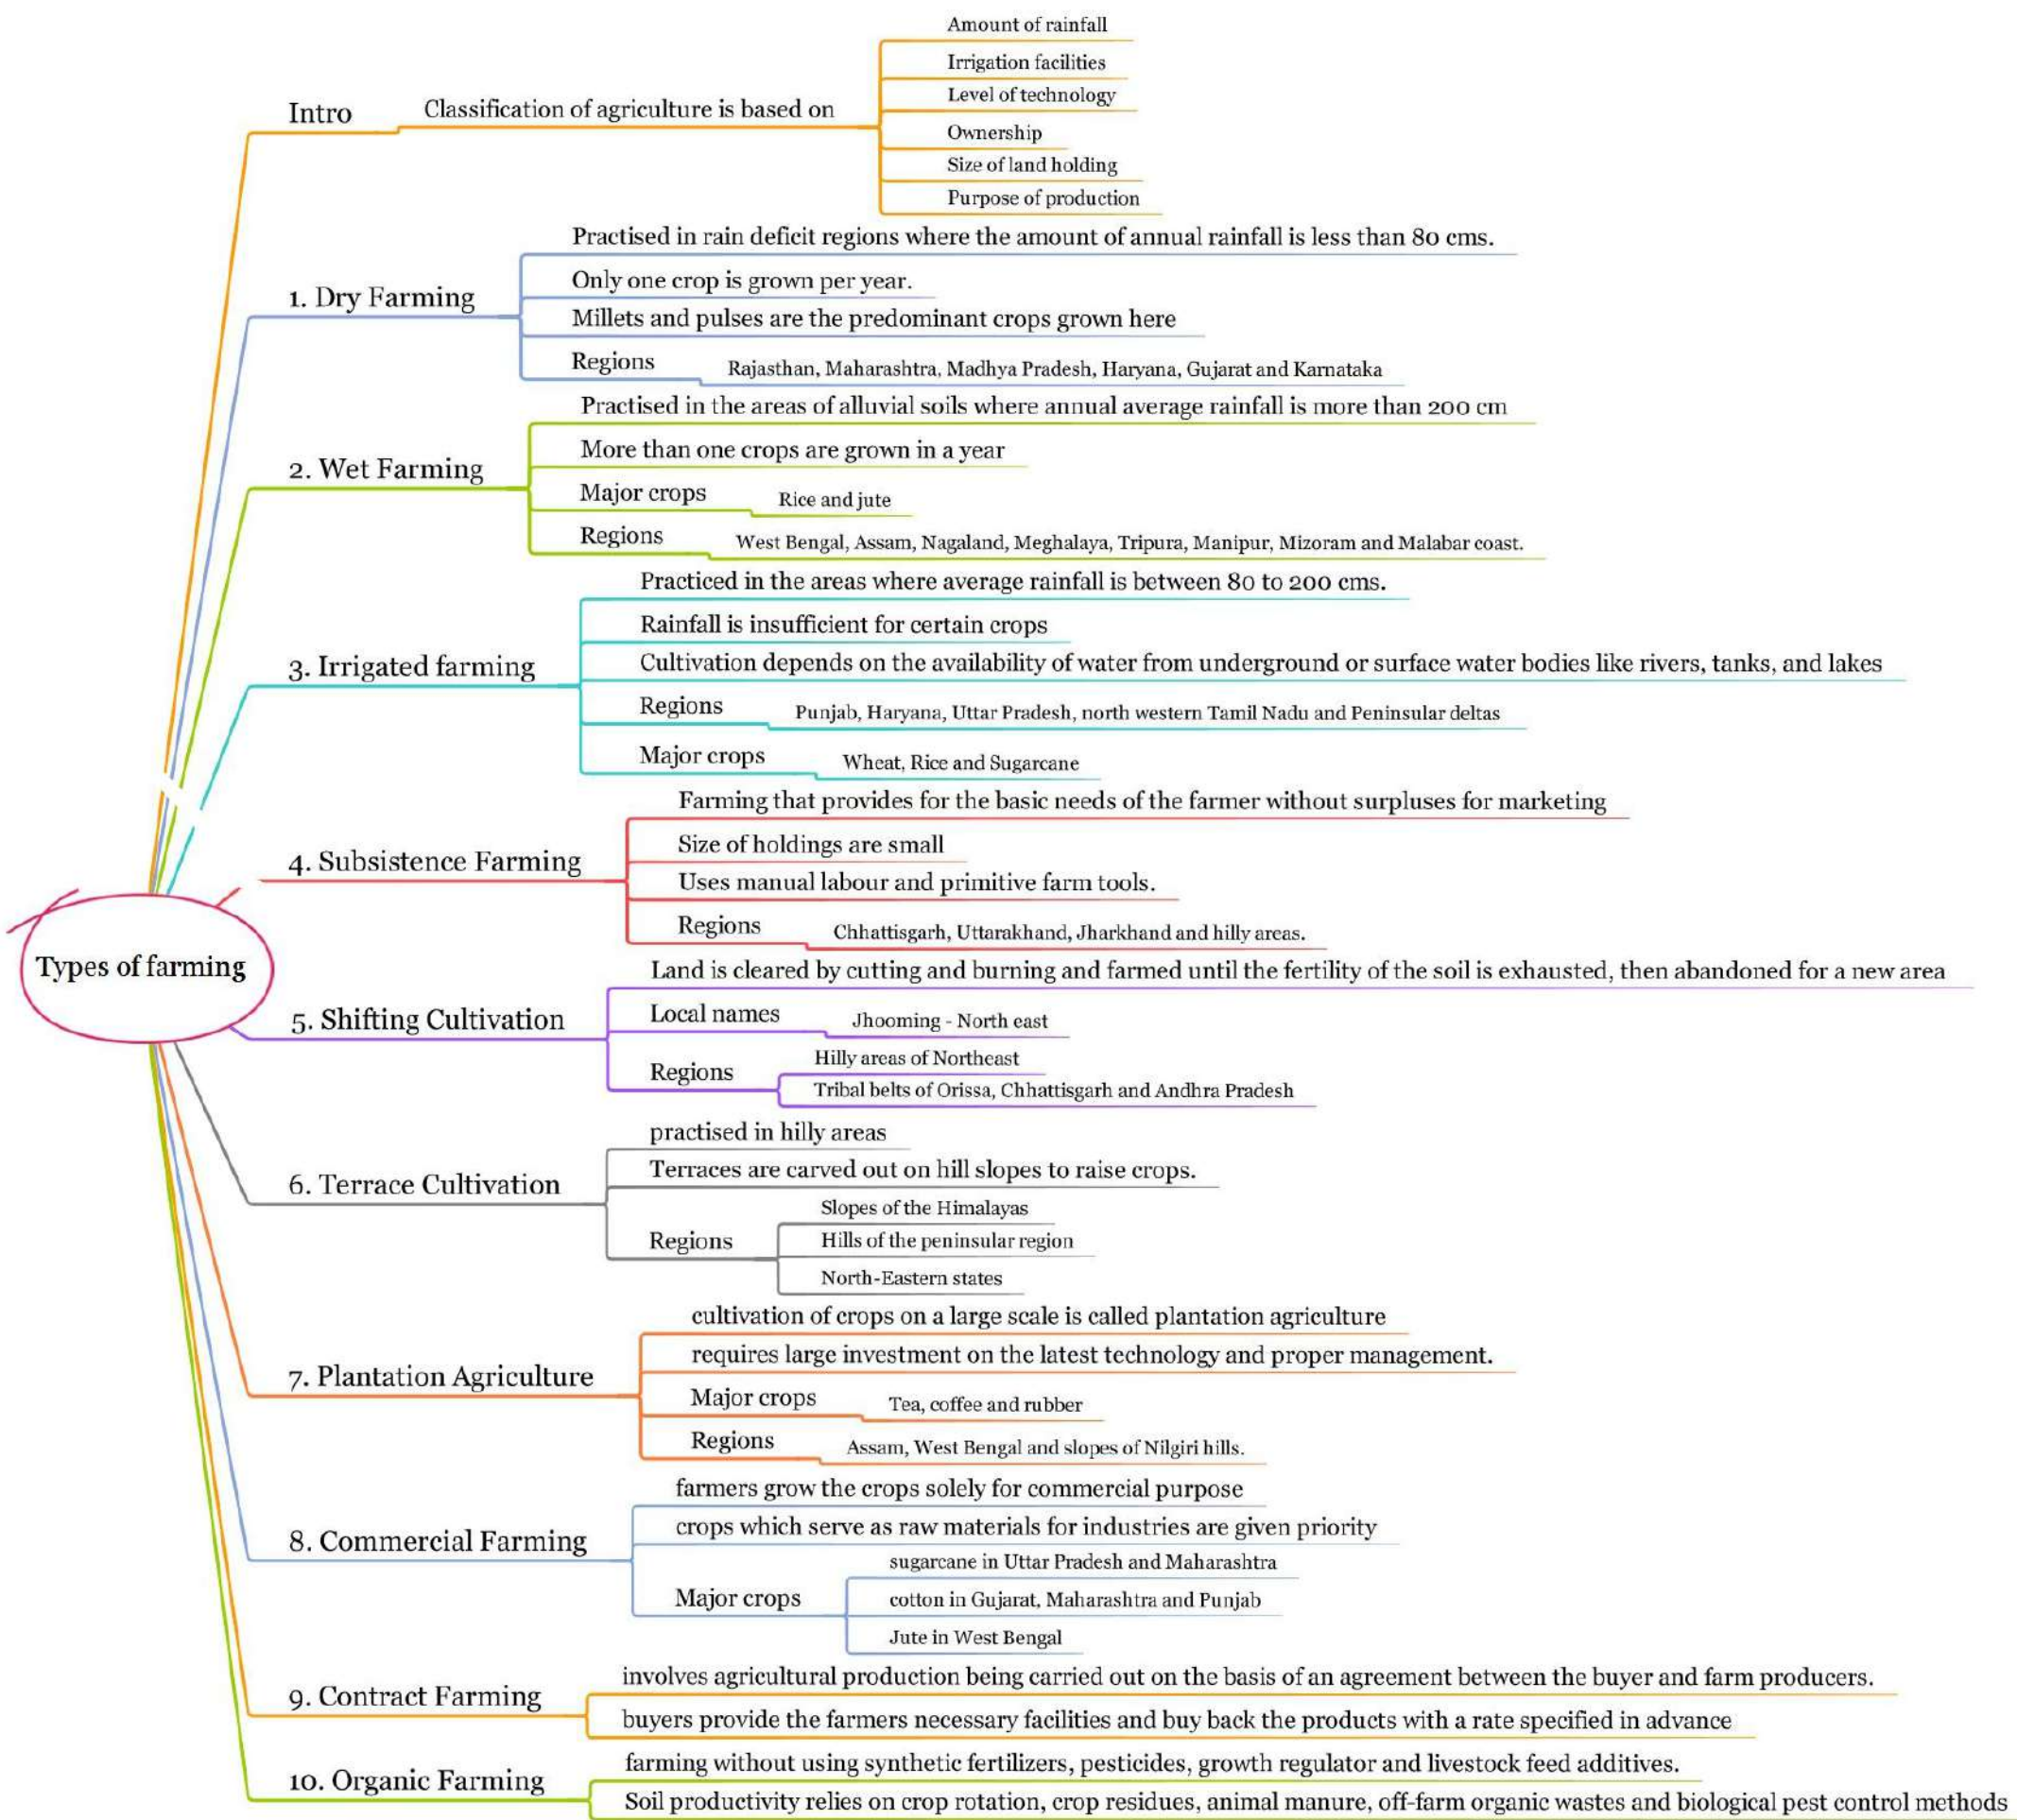 Types of farming
Intro
Classification of agriculture is based on
Amount of rainfall
Irrigation facilities
Level of technology
Ownership
Size of land holding
Purpose of production
1. Dry Farming
Practised in rain deficit regions where the amount of annual rainfall is less than 80 cms.
Only one crop is grown per year.
Millets and pulses are the predominant crops grown here
Regions
Rajasthan, Maharashtra, Madhya Pradesh, Haryana, Gujarat and Karnataka
2. Wet Farming
Practised in the areas of alluvial soils where annual average rainfall is more than 200 cm
More than one crops are grown in a year
Major crops
Rice and jute
Regions
West Bengal, Assam, Nagaland, Meghalaya, Tripura, Manipur, Mizoram and Malabar coast.
3. Irrigated farming
Practiced in the areas where average rainfall is between 80 to 200 cms.
Rainfall is insufficient for certain crops
Cultivation depends on the availability of water from underground or surface water bodies like rivers, tanks, and lakes
Regions
Punjab, Haryana, Uttar Pradesh, north western Tamil Nadu and Peninsular deltas
Major crops
Wheat, Rice and Sugarcane
4. Subsistence Farming
Farming that provides for the basic needs of the farmer without surpluses for marketing
Size of holdings are small
Uses manual labour and primitive farm tools.
Regions
Chhattisgarh, Uttarakhand, Jharkhand and hilly areas.
5. Shifting Cultivation
Land is cleared by cutting and burning and farmed until the fertility of the soil is exhausted, then abandoned for a new area
Local names
Jhooming - North east
Regions
Hilly areas of Northeast
Tribal belts of Orissa, Chhattisgarh and Andhra Pradesh
6. Terrace Cultivation
practised in hilly areas
Terraces are carved out on hill slopes to raise crops.
Regions
Slopes of the Himalayas
Hills of the peninsular region
North-Eastern states
7. Plantation Agriculture
cultivation of crops on a large scale is called plantation agriculture
requires large investment on the latest technology and proper management.
Major crops
Tea, coffee and rubber
Regions
Assam, West Bengal and slopes of Nilgiri hills.
8. Commercial Farming
farmers grow the crops solely for commercial purpose
crops which serve as raw materials for industries are given priority
Major crops
sugarcane in Uttar Pradesh and Maharashtra
cotton in Gujarat, Maharashtra and Punjab
Jute in West Bengal
9. Contract Farming
involves agricultural production being carried out on the basis of an agreement between the buyer and farm producers.
buyers provide the farmers necessary facilities and buy back the products with a rate specified in advance
10. Organic Farming
farming without using synthetic fertilizers, pesticides, growth regulator and livestock feed additives.
Soil productivity relies on crop rotation, crop residues, animal manure, off-farm organic wastes and biological pest control methods